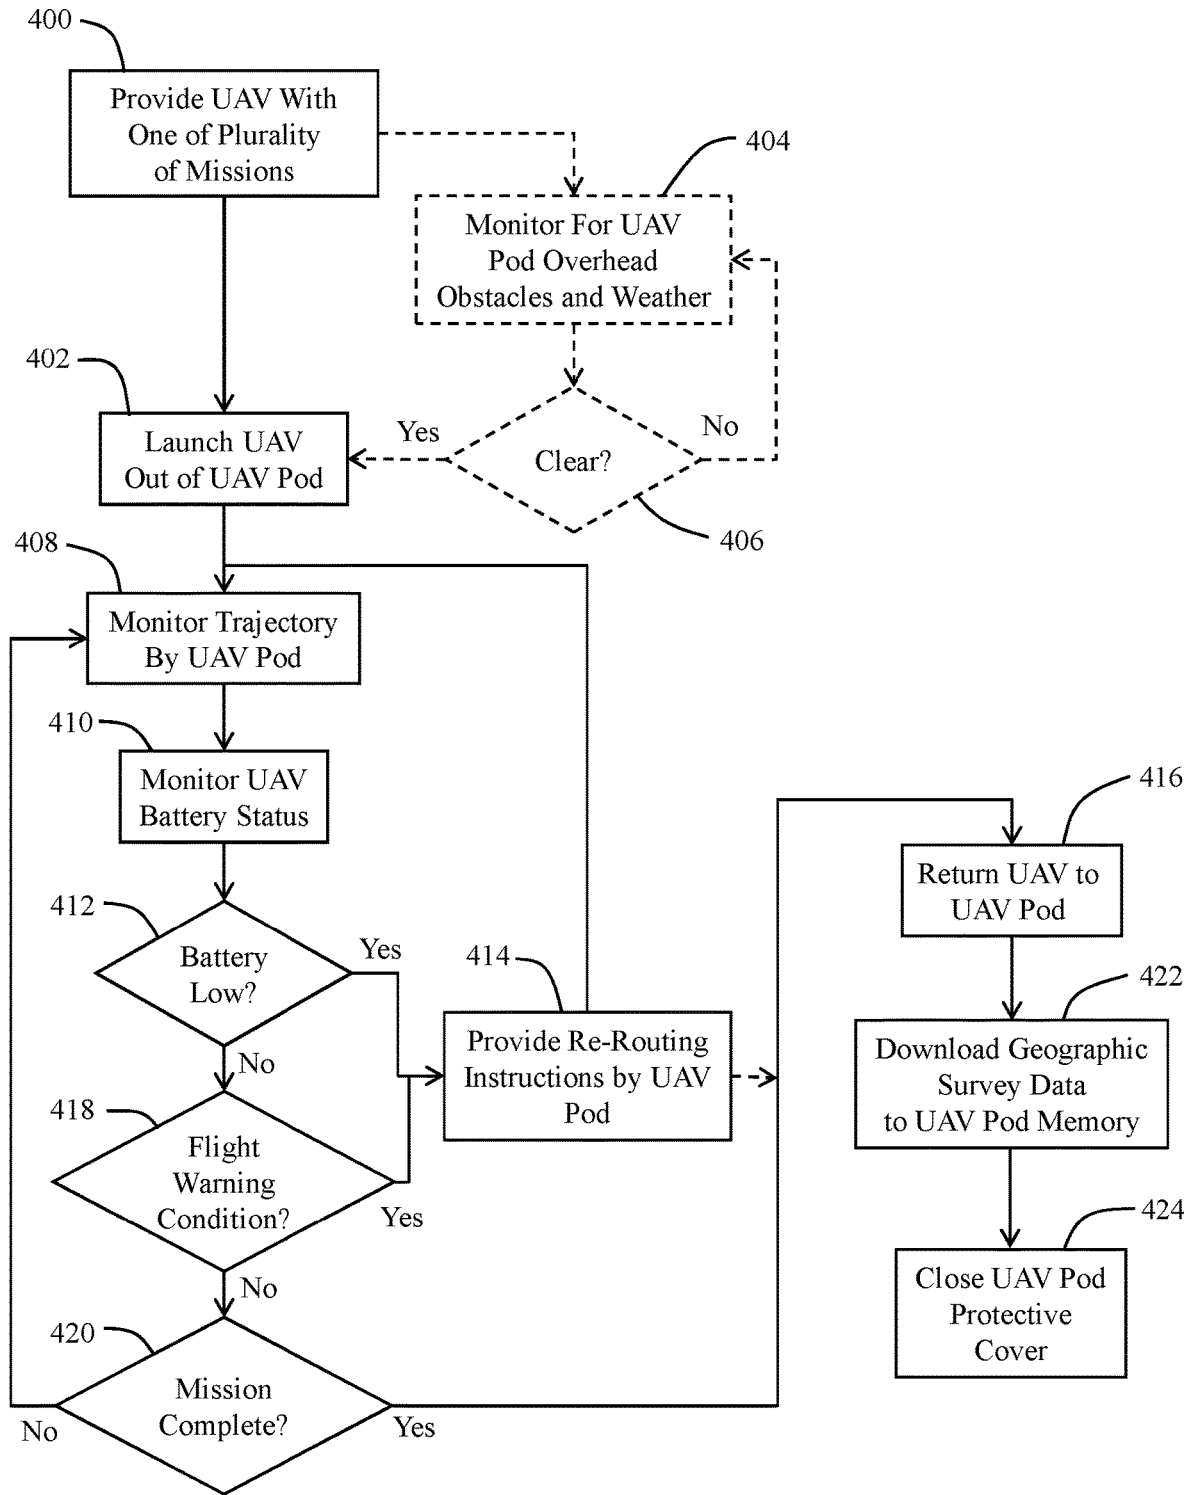 400
Provide UAV With
One of Plurality
of Missions
404
Monitor For UAV
Pod Overhead
Obstacles and Weather
402
Launch UAV
Out of UAV Pod
Yes
Clear?
No
406
408
Monitor Trajectory
By UAV Pod
410
Monitor UAV
Battery Status
412
Battery
Low?
Yes
No
414
Provide Re-Routing
Instructions by UAV
Pod
418
Flight
Warning
Condition?
Yes
No
420
Mission
Complete?
No
Yes
416
Return UAV to
UAV Pod
422
Download Geographic
Survey Data
to UAV Pod Memory
424
Close UAV Pod
Protective
Cover